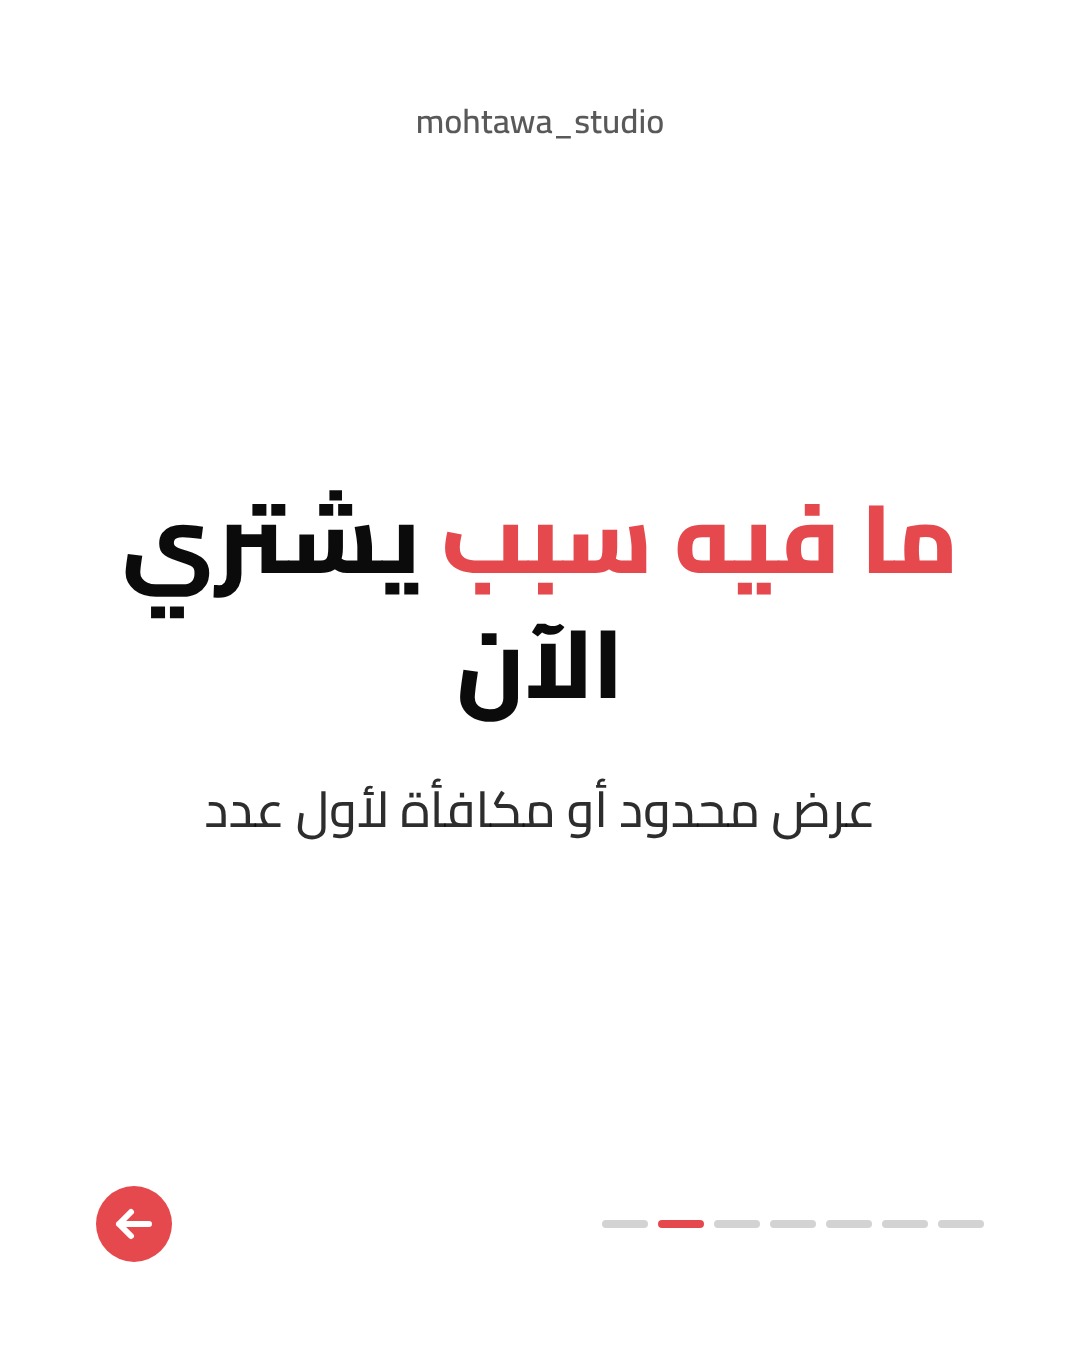 mohtawa_studio
ما فيه سبب يشتري
الآن
عرض محدود أو مكافأة لأول عدد